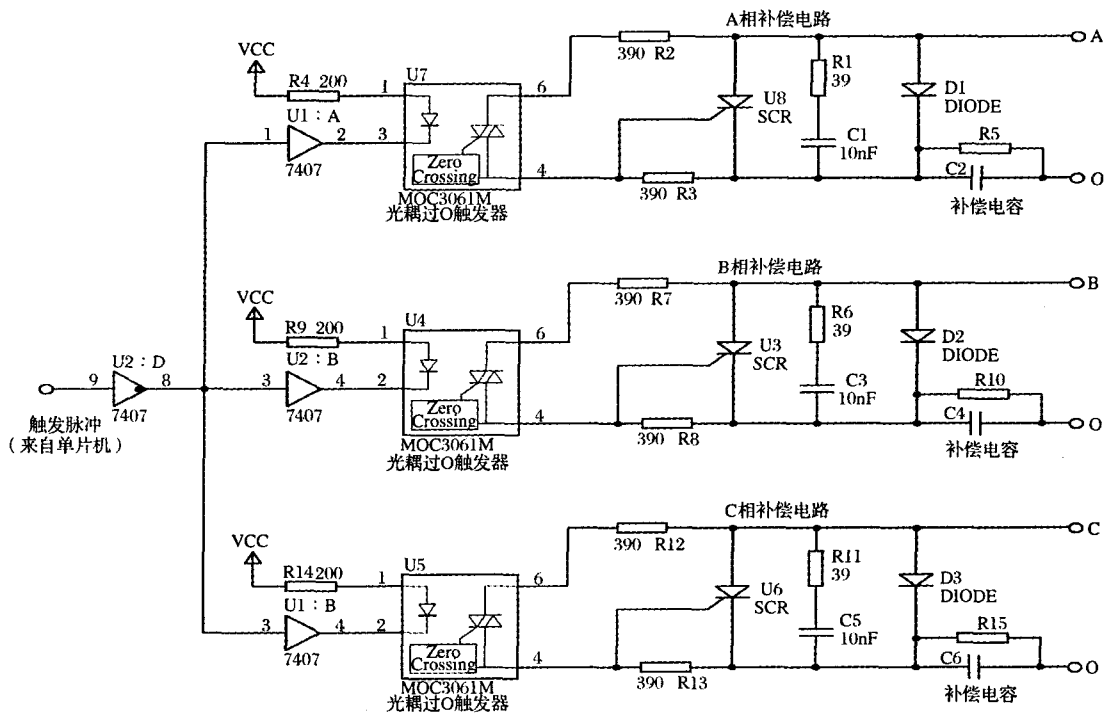 A相补偿电路
A
VCC
R4 200
1
U7
6
390 R2
R1
39
D1
DIODE
U1:A
1
2
3
7407
U8
SCR
C1
10nF
R5
Zero
Crossing
4
390 R3
C2
O
MOC3061M
光耦过O触发器
补偿电容
B相补偿电路
B
VCC
R9 200
1
U4
6
390 R7
R6
39
D2
DIODE
U2:D
9
8
7407
U2:B
3
4
2
7407
U3
SCR
C3
10nF
R10
Zero
Crossing
4
390 R8
C4
O
触发脉冲
(来自单片机)
MOC3061M
光耦过O触发器
补偿电容
C相补偿电路
C
VCC
R14 200
1
U5
6
390 R12
R11
39
D3
DIODE
U1:B
3
4
2
7407
U6
SCR
C5
10nF
R15
Zero
Crossing
4
390 R13
C6
O
MOC3061M
光耦过O触发器
补偿电容